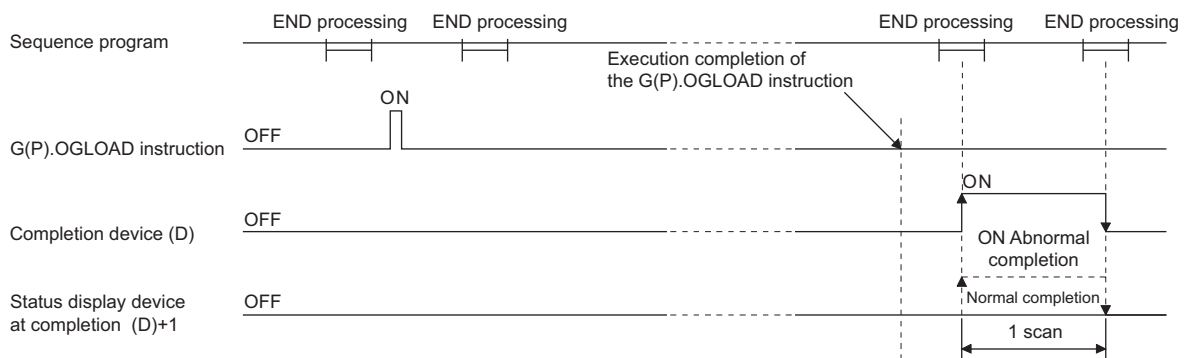 END processing END processing END processing END processing
Sequence program
Execution completion of
the G(P).OGLOAD instruction
ON
OFF
G(P).OGLOAD instruction
ON
OFF
Completion device (D)
ON Abnormal
completion
Status display device
at completion (D)+1
OFF
Normal completion
1 scan